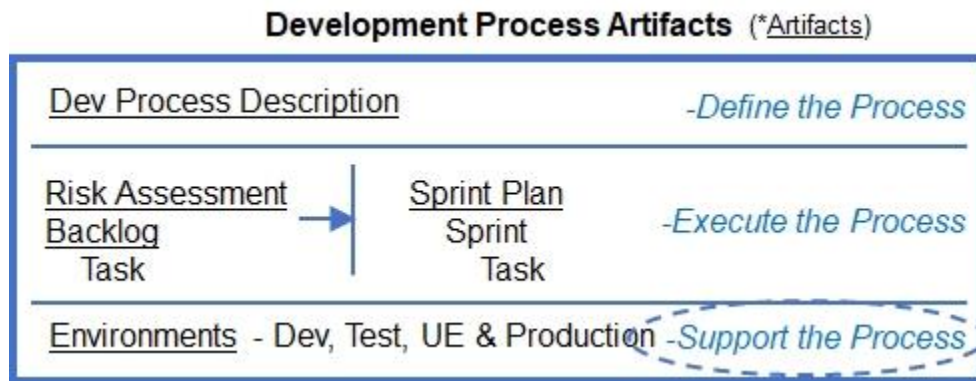 Development Process Artifacts (*Artifacts)
Dev Process Description -Define the Process
Risk Assessment Sprint Plan
Backlog Sprint -Execute the Process
Task Task
Environments - Dev, Test, UE & Production -Support the Process